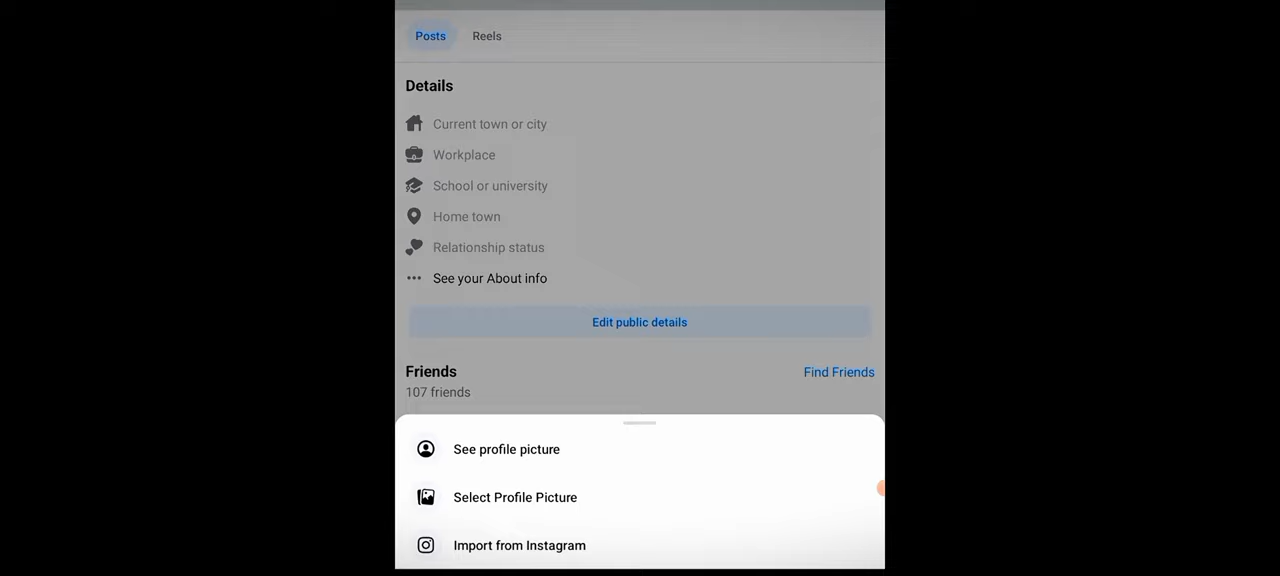 Posts Reels
Details
Current town or city
Workplace
School or university
Home town
Relationship status
See your About info
Edit public details
Friends Find Friends
107 friends
See profile picture
Select Profile Picture
Import from Instagram